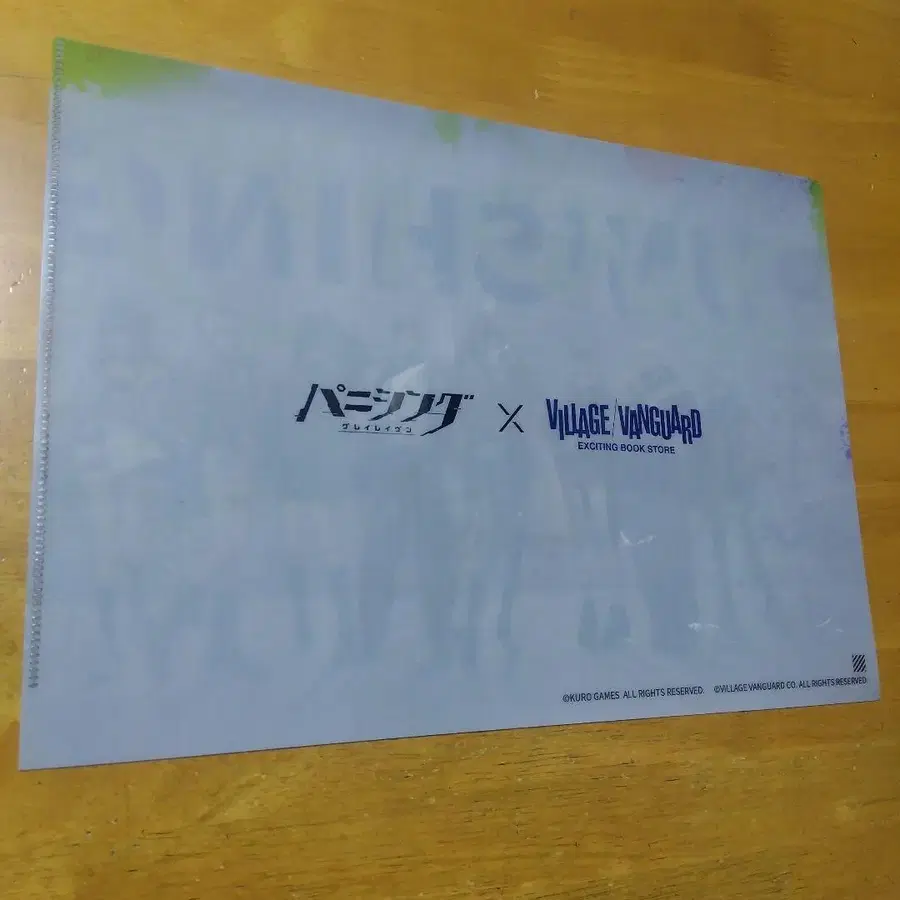 パニシング
グレイレイヴン
X
VILLAGE/VANGUARD
EXCITING BOOK STORE
©KURO GAMES ALL RIGHTS RESERVED. ©VILLAGE VANGUARD CO. ALL RIGHTS RESERVED